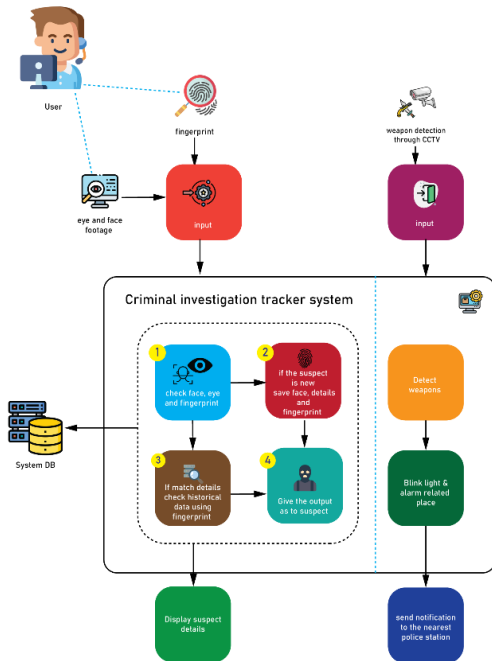 User
fingerprint
weapon detection
through CCTV
eye and face
footage
input
input
Criminal investigation tracker system
1
check face, eye
and fingerprint
2
if the suspect
is new
save face, details
and
fingerprint
Detect
weapons
System DB
3
If match details
check historical
data using
fingerprint
4
Give the output
as to suspect
Blink light &
alarm related
place
Display suspect
details
send notification
to the nearest
police station